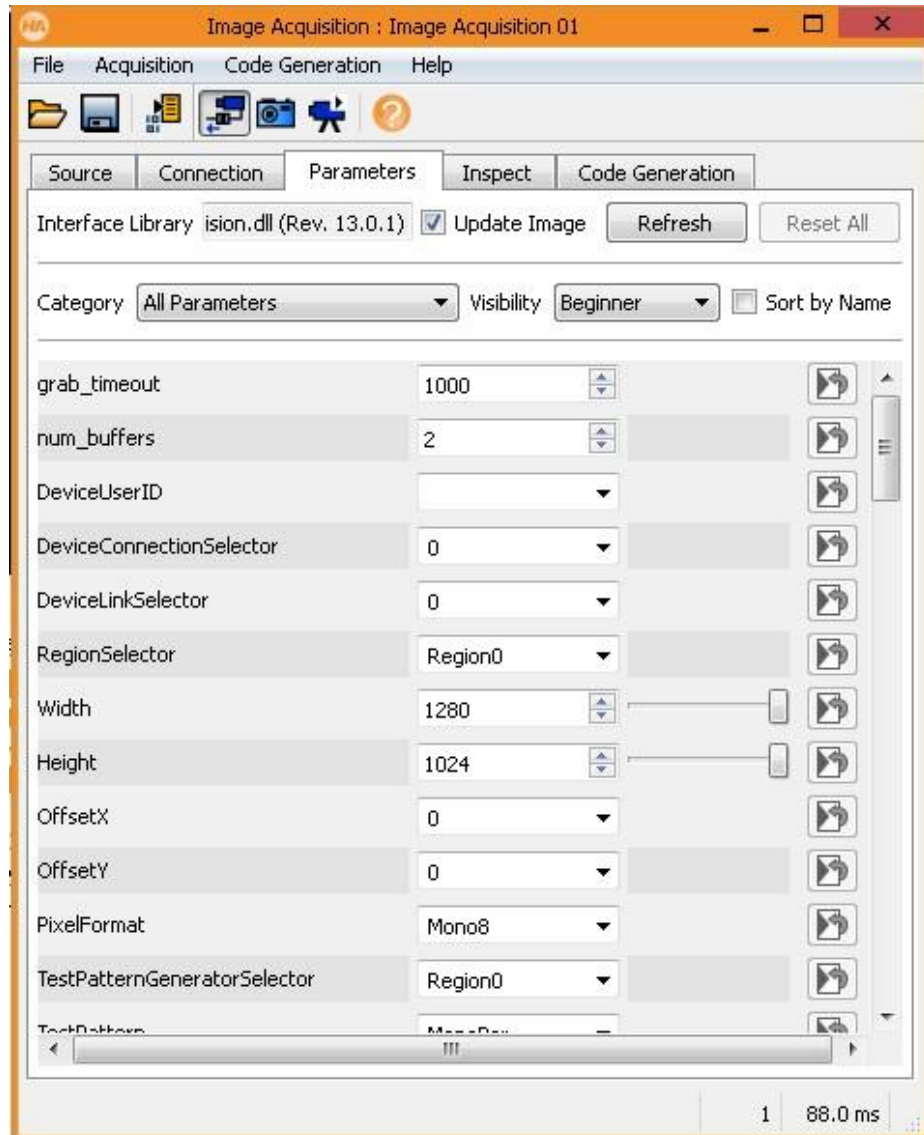 HA Image Acquisition : Image Acquisition 01
File Acquisition Code Generation Help
Source Connection Parameters Inspect Code Generation
Interface Library ision.dll (Rev. 13.0.1) Update Image Refresh Reset All
Category All Parameters Visibility Beginner Sort by Name
grab_timeout 1000
num_buffers 2
DeviceUserID
DeviceConnectionSelector 0
DeviceLinkSelector 0
RegionSelector Region0
Width 1280
Height 1024
OffsetX 0
OffsetY 0
PixelFormat Mono8
TestPatternGeneratorSelector Region0
TestPattern
1 88.0 ms